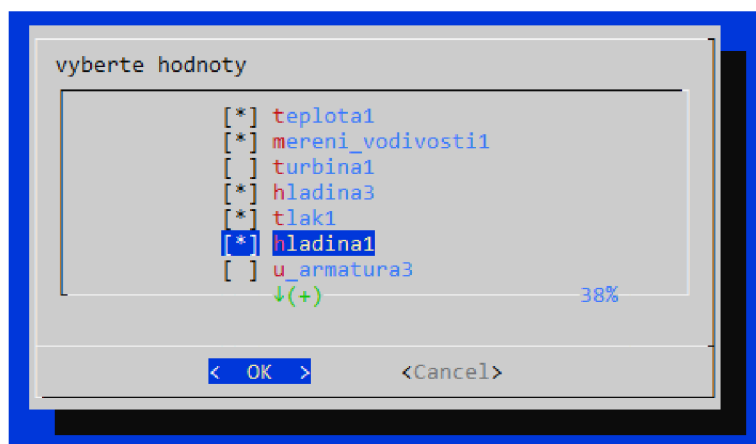 vyberte hodnoty
[*] teplota1
[*] mereni_vodivosti1
[ ] turbina1
[*] hladina3
[*] tlak1
[*] hladina1
[ ] u_armatura3
↓(+) 38%
< OK > <Cancel>